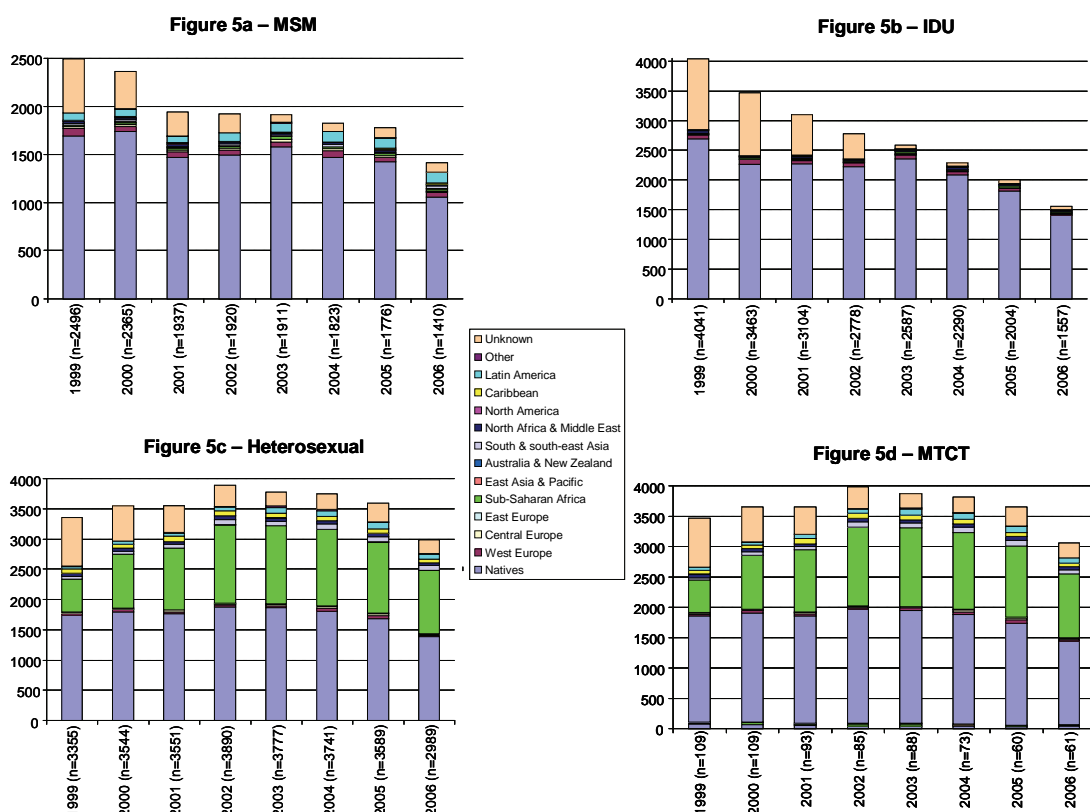 Figure 5a – MSM
2500
2000
1500
1000
500
0
1999 (n=2496)
2000 (n=2365)
2001 (n=1937)
2002 (n=1920)
2003 (n=1911)
2004 (n=1823)
2005 (n=1776)
2006 (n=1410)
Figure 5b – IDU
4000
3500
3000
2500
2000
1500
1000
500
0
1999 (n=4041)
2000 (n=3463)
2001 (n=3104)
2002 (n=2778)
2003 (n=2587)
2004 (n=2290)
2005 (n=2004)
2006 (n=1557)
Unknown
Other
Latin America
Caribbean
North America
North Africa & Middle East
South & south-east Asia
Australia & New Zealand
East Asia & Pacific
Sub-Saharan Africa
East Europe
Central Europe
West Europe
Natives
Figure 5c – Heterosexual
4000
3500
3000
2500
2000
1500
1000
500
0
999 (n=3355)
2000 (n=3544)
2001 (n=3551)
2002 (n=3890)
2003 (n=3777)
2004 (n=3741)
2005 (n=3589)
2006 (n=2989)
Figure 5d – MTCT
4000
3500
3000
2500
2000
1500
1000
500
0
1999 (n=109)
2000 (n=109)
2001 (n=93)
2002 (n=85)
2003 (n=88)
2004 (n=73)
2005 (n=60)
2006 (n=61)